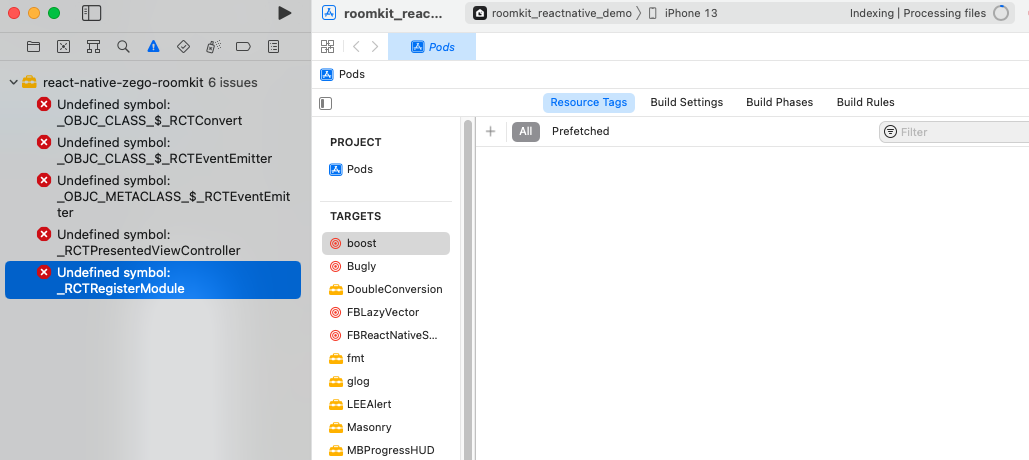 roomkit_reac...
roomkit_reactnative_demo
iPhone 13
Indexing | Processing files
Pods
Pods
react-native-zego-roomkit 6 issues
Undefined symbol:
_OBJC_CLASS_$_RCTConvert
Undefined symbol:
_OBJC_CLASS_$_RCTEventEmitter
Undefined symbol:
_OBJC_METACLASS_$_RCTEventEmit
ter
Undefined symbol:
_RCTPresentedViewController
Undefined symbol:
_RCTRegisterModule
Resource Tags
Build Settings
Build Phases
Build Rules
All
Prefetched
Filter
PROJECT
Pods
TARGETS
boost
Bugly
DoubleConversion
FBLazyVector
FBReactNativeS...
fmt
glog
LEEAlert
Masonry
MBProgressHUD